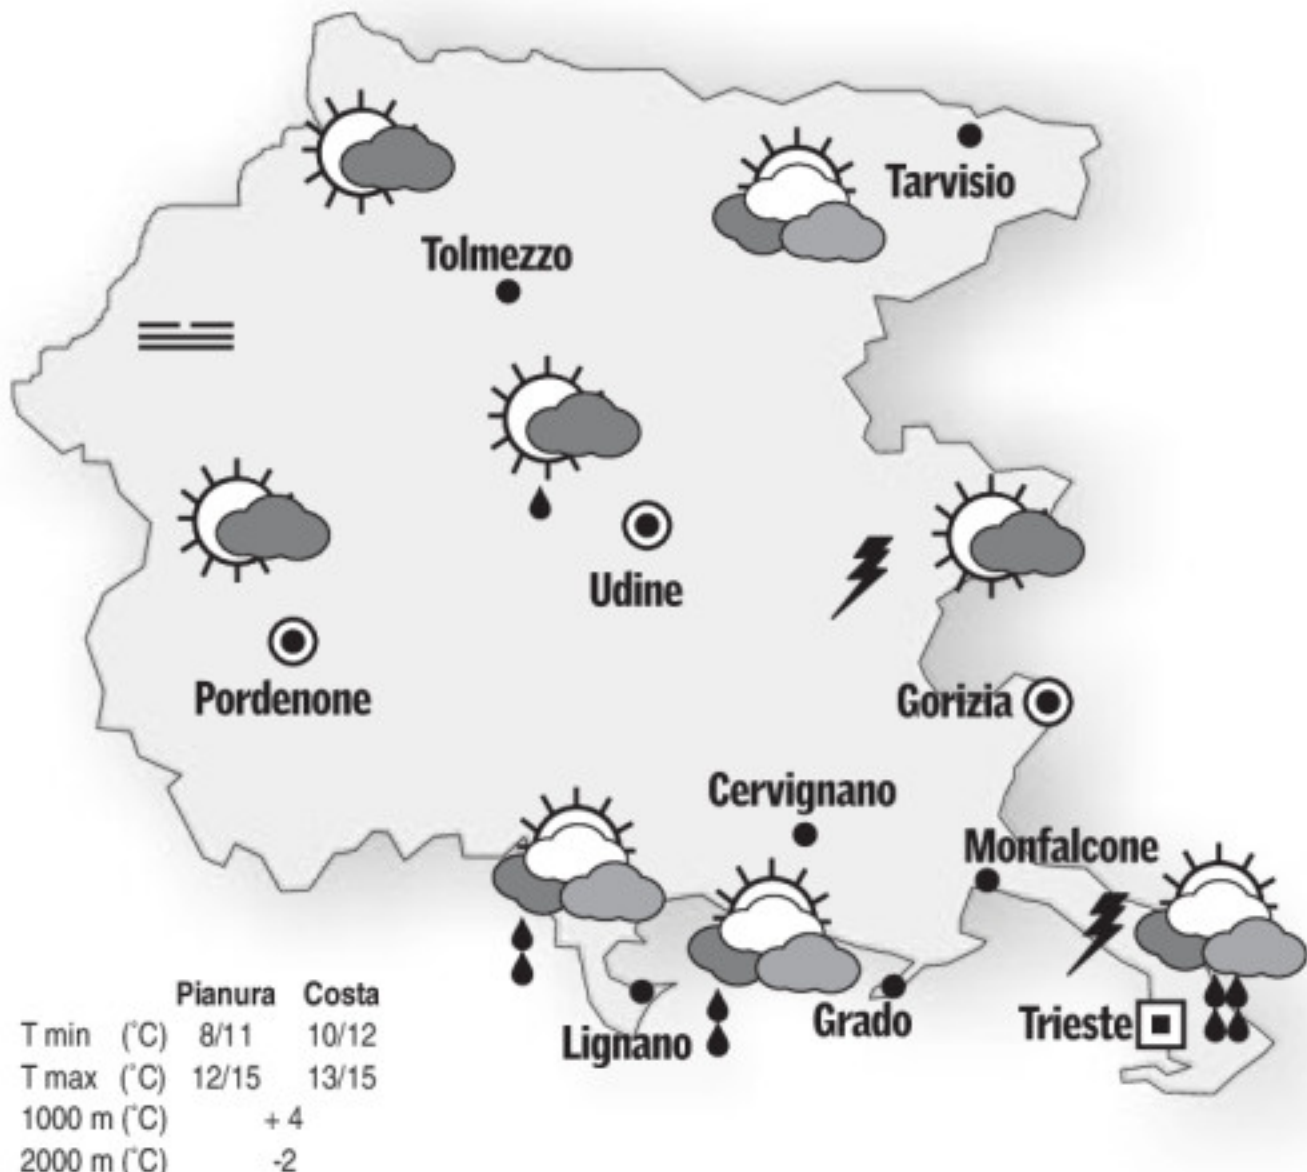 Tarvisio
Tolmezzo
Udine
Pordenone
Gorizia
Cervignano
Monfalcone
Grado
Trieste
Lignano
Pianura Costa
T min (°C) 8/11 10/12
T max (°C) 12/15 13/15
1000 m (°C) + 4
2000 m (°C) -2